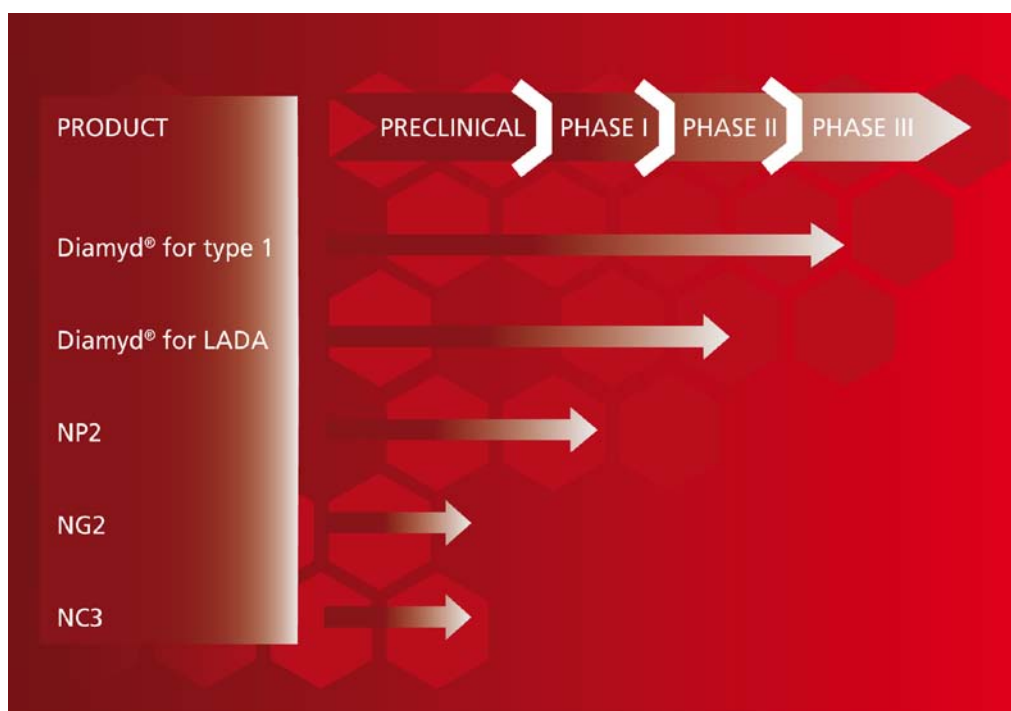 PRODUCT
PRECLINICAL PHASE I PHASE II PHASE III
Diamyd® for type 1
Diamyd® for LADA
NP2
NG2
NC3